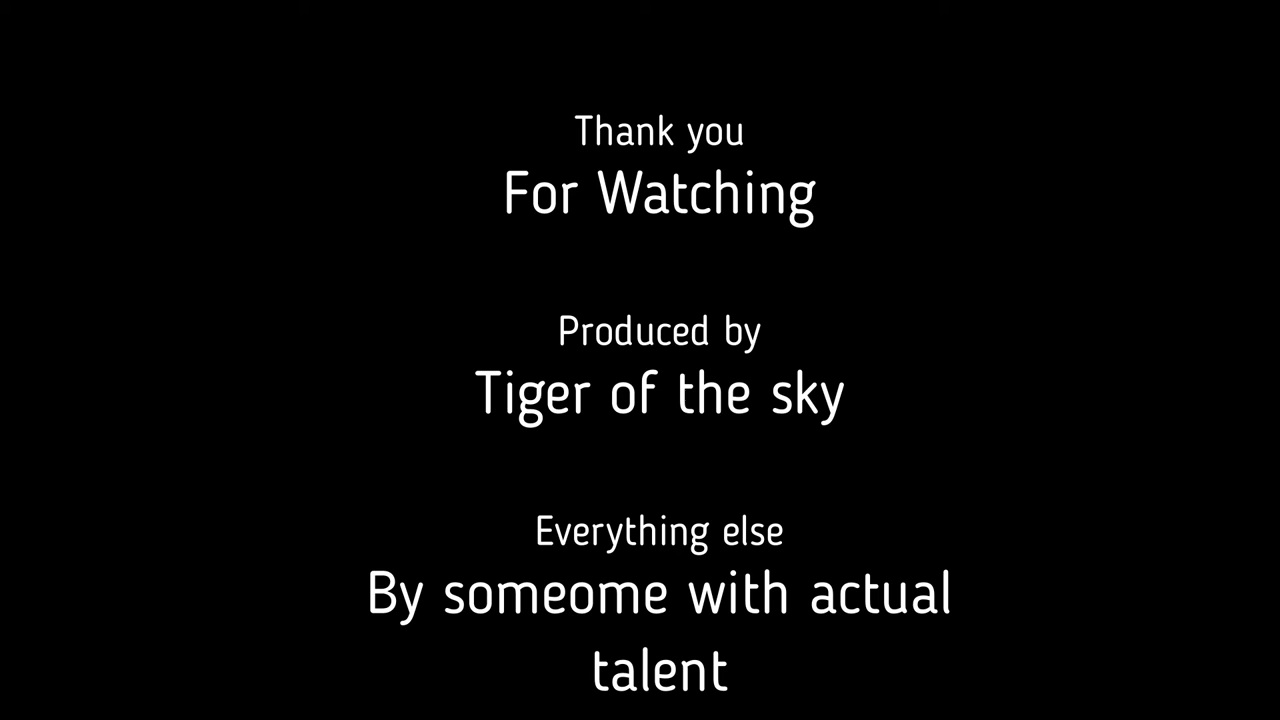 Thank you
For Watching
Produced by
Tiger of the sky
Everything else
By someome with actual
talent